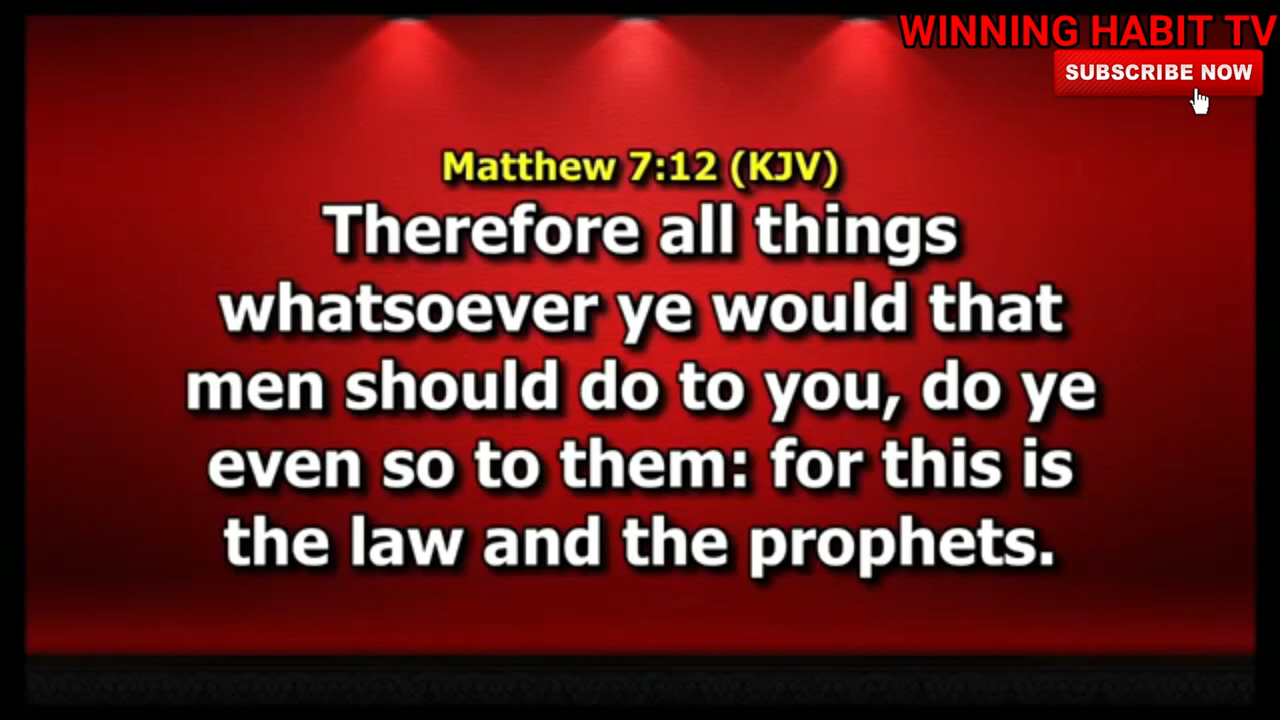 WINNING HABIT TV
SUBSCRIBE NOW
Matthew 7:12 (KJV)
Therefore all things
whatsoever ye would that
men should do to you, do ye
even so to them: for this is
the law and the prophets.